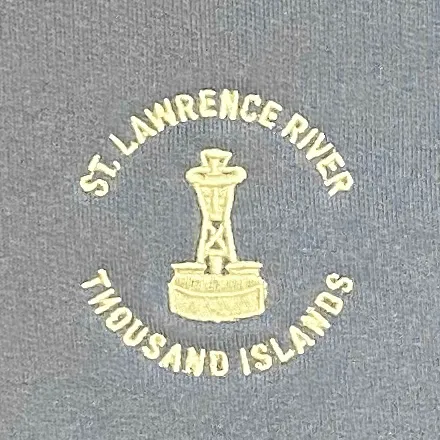 ST. LAWRENCE RIVER
THOUSAND ISLANDS